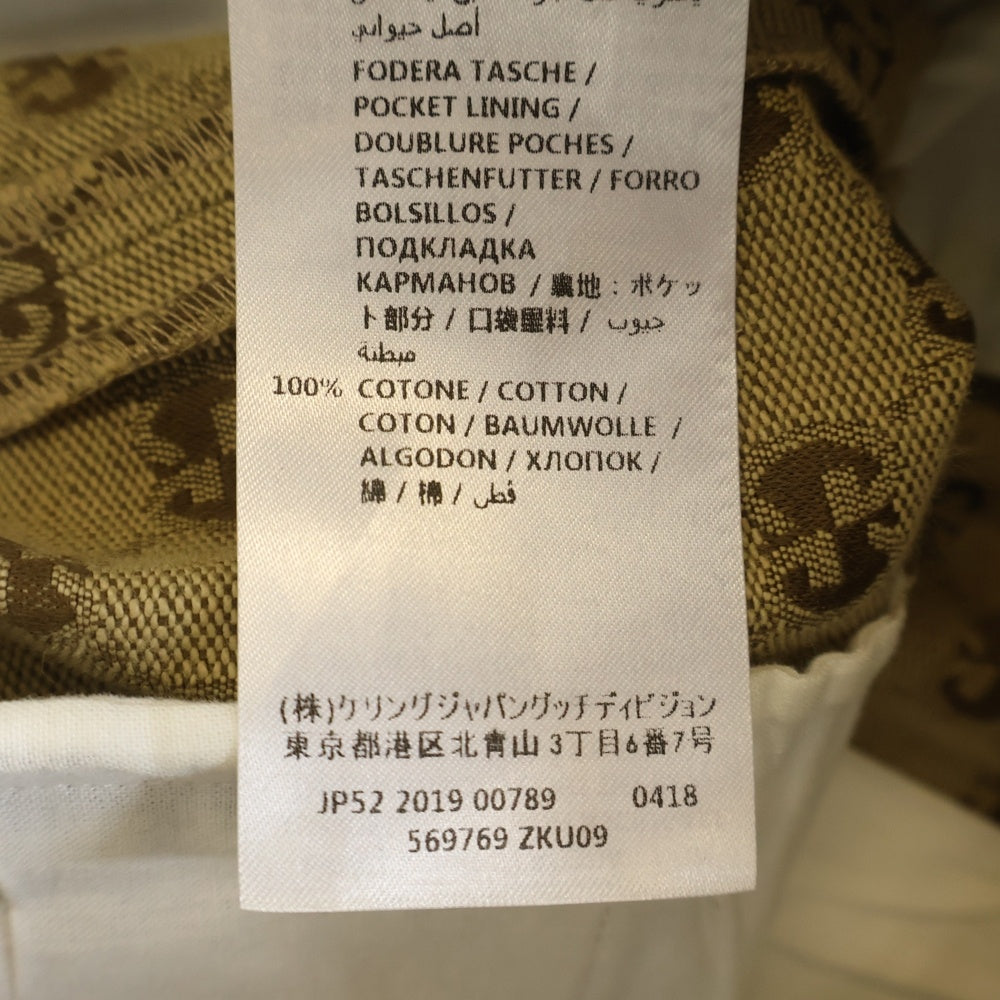 أصل حيواني
FODERA TASCHE /
POCKET LINING /
DOUBLURE POCHES /
TASCHENFUTTER / FORRO
BOLSILLOS /
ПОДКЛАДКА
КАРМАНОВ / 裏地 : ポケッ
ト部分 / 口袋里料 / جيوب
مبطنة
100% COTONE / COTTON /
COTON / BAUMWOLLE /
ALGODON / ХЛОПОК /
綿 / 棉 / قطن
(株)ケリングジャパングッチディビジョン
東京都港区北青山3丁目6番7号
JP52 2019 00789 0418
569769 ZKU09